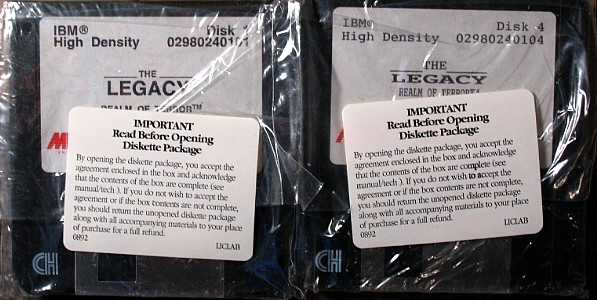 IBM® Disk 1
High Density 02980240101
THE
LEGACY
REALM OF TERROR™
IMPORTANT
Read Before Opening
Diskette Package
By opening the diskette package, you accept the
agreement enclosed in the box and acknowledge
that the contents of the box are complete (see
manual/tech ). If you do not wish to accept the
agreement or if the box contents are not complete,
you should return the unopened diskette package
along with all accompanying materials to your place
of purchase for a full refund.
0892 LICLAB
CH
IBM® Disk 4
High Density 02980240104
THE
LEGACY
REALM OF TERROR
IMPORTANT
Read Before Opening
Diskette Package
By opening the diskette package, you accept the
agreement enclosed in the box and acknowledge
that the contents of the box are complete (see
manual/tech ). If you do not wish to accept the
agreement or if the box contents are not complete,
you should return the unopened diskette package
along with all accompanying materials to your place
of purchase for a full refund.
0892 LICLAB
CH